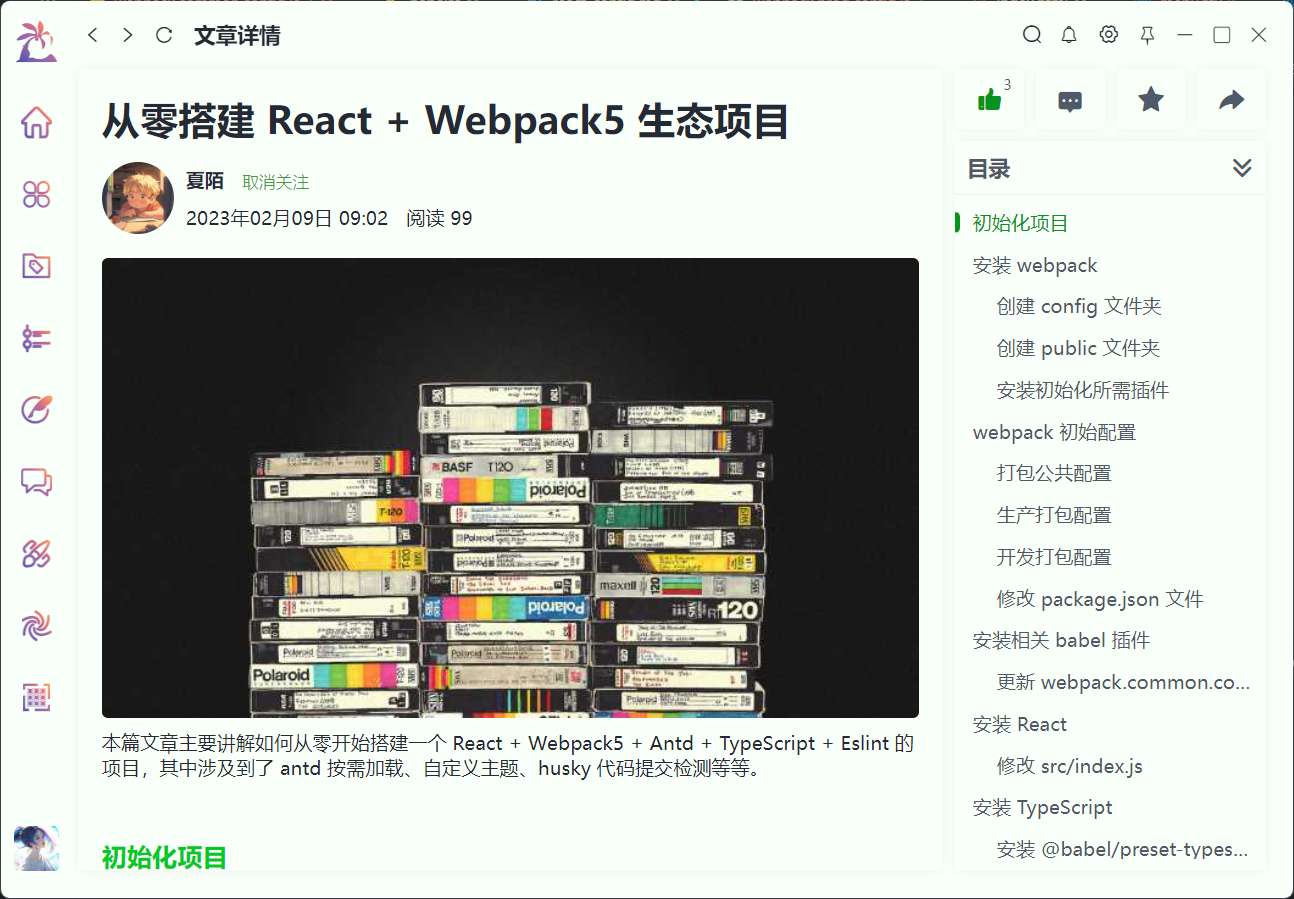 文章详情
从零搭建 React + Webpack5 生态项目
夏陌 取消关注
2023年02月09日 09:02 阅读 99
BASF T120
Polaroid
T-120
Polaroid
maxell 120
Polaroid
120
Polaroid
Polaroid
Polaroid
本篇文章主要讲解如何从零开始搭建一个 React + Webpack5 + Antd + TypeScript + Eslint 的
项目，其中涉及到了 antd 按需加载、自定义主题、husky 代码提交检测等等。
初始化项目
3
目录
初始化项目
安装 webpack
创建 config 文件夹
创建 public 文件夹
安装初始化所需插件
webpack 初始配置
打包公共配置
生产打包配置
开发打包配置
修改 package.json 文件
安装相关 babel 插件
更新 webpack.common.co...
安装 React
修改 src/index.js
安装 TypeScript
安装 @babel/preset-types...